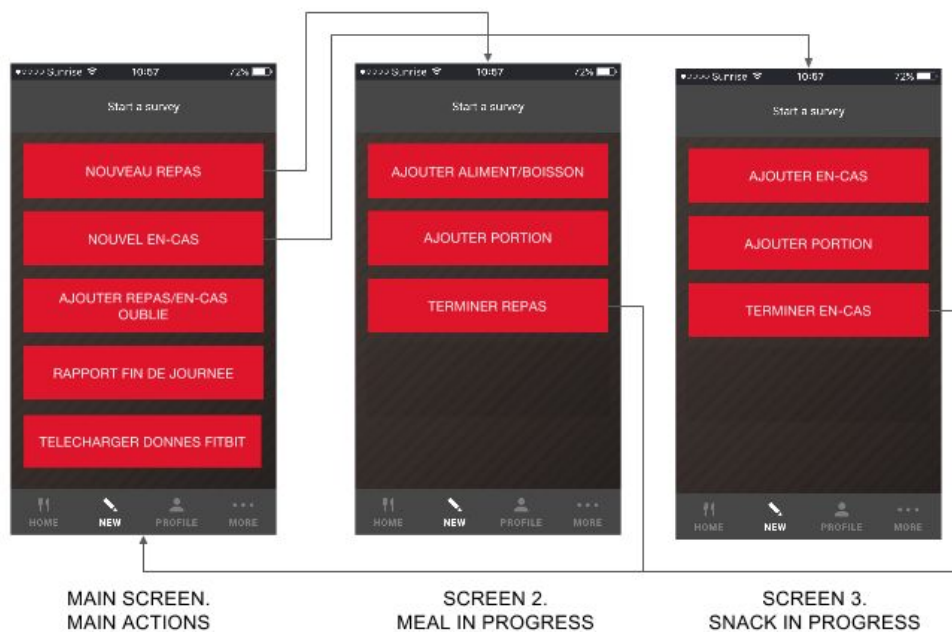 Sunrise 10:57 72%
Start a survey
NOUVEAU REPAS
NOUVEL EN-CAS
AJOUTER REPAS/EN-CAS
OUBLIE
RAPPORT FIN DE JOURNEE
TELECHARGER DONNES FITBIT
HOME NEW PROFILE MORE
MAIN SCREEN.
MAIN ACTIONS
Sunrise 10:57 72%
Start a survey
AJOUTER ALIMENT/BOISSON
AJOUTER PORTION
TERMINER REPAS
HOME NEW PROFILE MORE
SCREEN 2.
MEAL IN PROGRESS
Sunrise 10:57 72%
Start a survey
AJOUTER EN-CAS
AJOUTER PORTION
TERMINER EN-CAS
HOME NEW PROFILE MORE
SCREEN 3.
SNACK IN PROGRESS